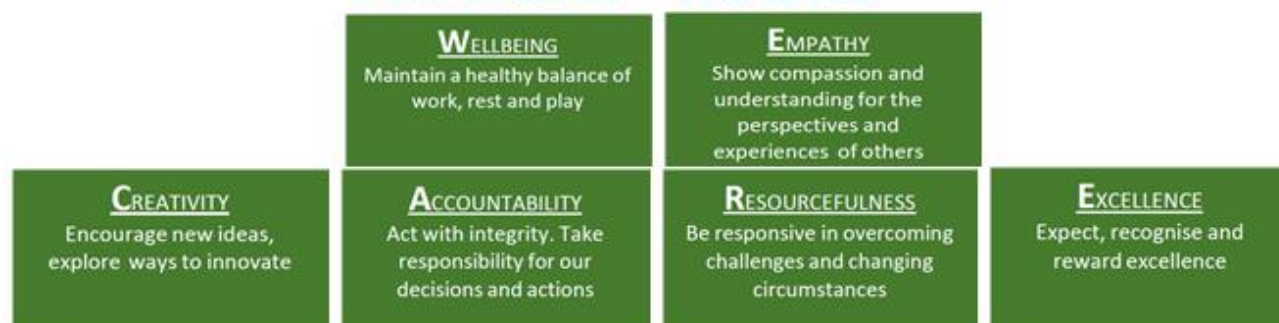 WELLBEING
Maintain a healthy balance of
work, rest and play
EMPATHY
Show compassion and
understanding for the
perspectives and
experiences of others
CREATIVITY
Encourage new ideas,
explore ways to innovate
ACCOUNTABILITY
Act with integrity. Take
responsibility for our
decisions and actions
RESOURCEFULNESS
Be responsive in overcoming
challenges and changing
circumstances
EXCELLENCE
Expect, recognise and
reward excellence